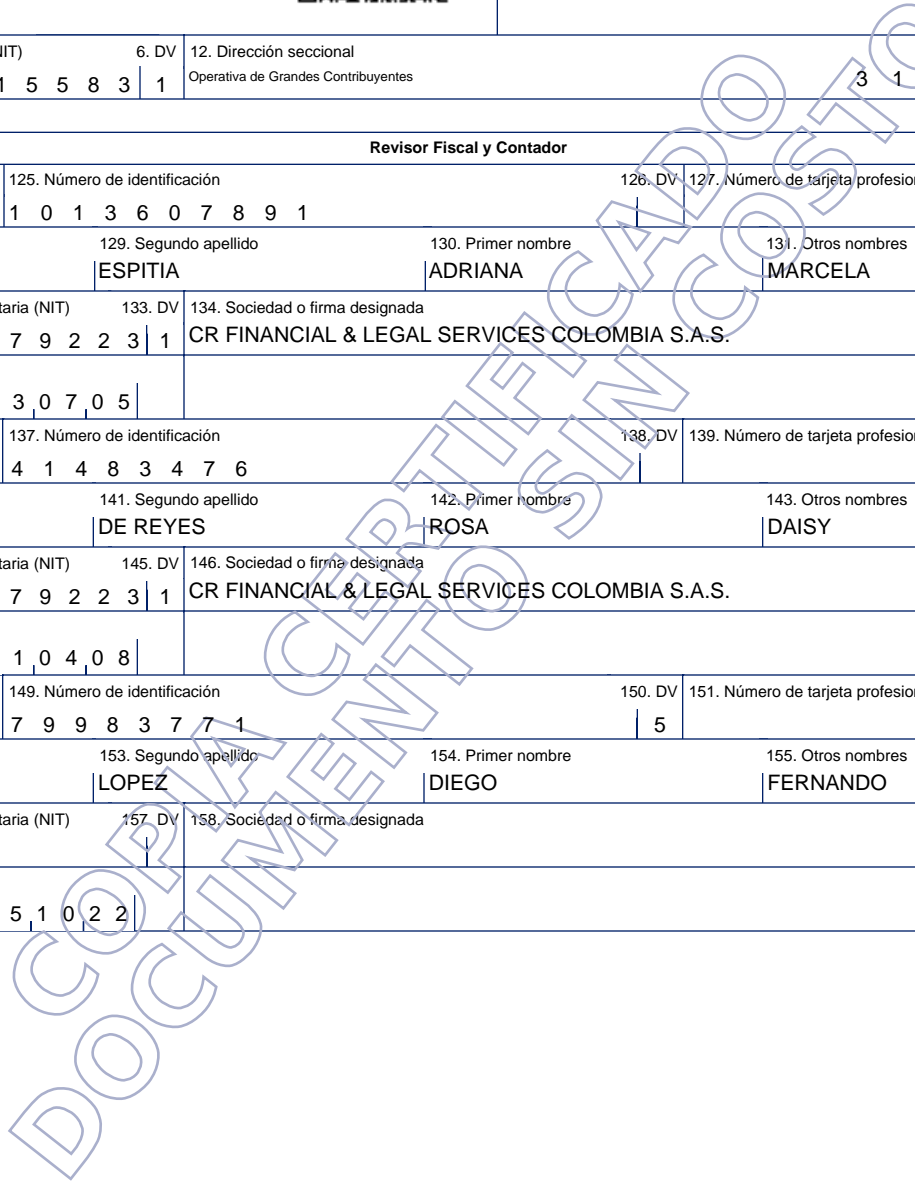 IT) 6. DV 12. Dirección seccional
1 5 5 8 3 1 Operativa de Grandes Contribuyentes 3 1
Revisor Fiscal y Contador
125. Número de identificación 126. DV 127. Número de tarjeta profesion
1 0 1 3 6 0 7 8 9 1
129. Segundo apellido 130. Primer nombre 131. Otros nombres
ESPITIA ADRIANA MARCELA
taria (NIT) 133. DV 134. Sociedad o firma designada
7 9 2 2 3 1 CR FINANCIAL & LEGAL SERVICES COLOMBIA S.A.S.
3 0 7 0 5
137. Número de identificación 138. DV 139. Número de tarjeta profesion
4 1 4 8 3 4 7 6
141. Segundo apellido 142. Primer nombre 143. Otros nombres
DE REYES ROSA DAISY
taria (NIT) 145. DV 146. Sociedad o firma designada
7 9 2 2 3 1 CR FINANCIAL & LEGAL SERVICES COLOMBIA S.A.S.
1 0 4 0 8
149. Número de identificación 150. DV 151. Número de tarjeta profesion
7 9 9 8 3 7 7 1 5
153. Segundo apellido 154. Primer nombre 155. Otros nombres
LOPEZ DIEGO FERNANDO
taria (NIT) 157. DV 158. Sociedad o firma designada
5 1 0 2 2
COPIA CERTIFICADO
DOCUMENTO SIN COSTO